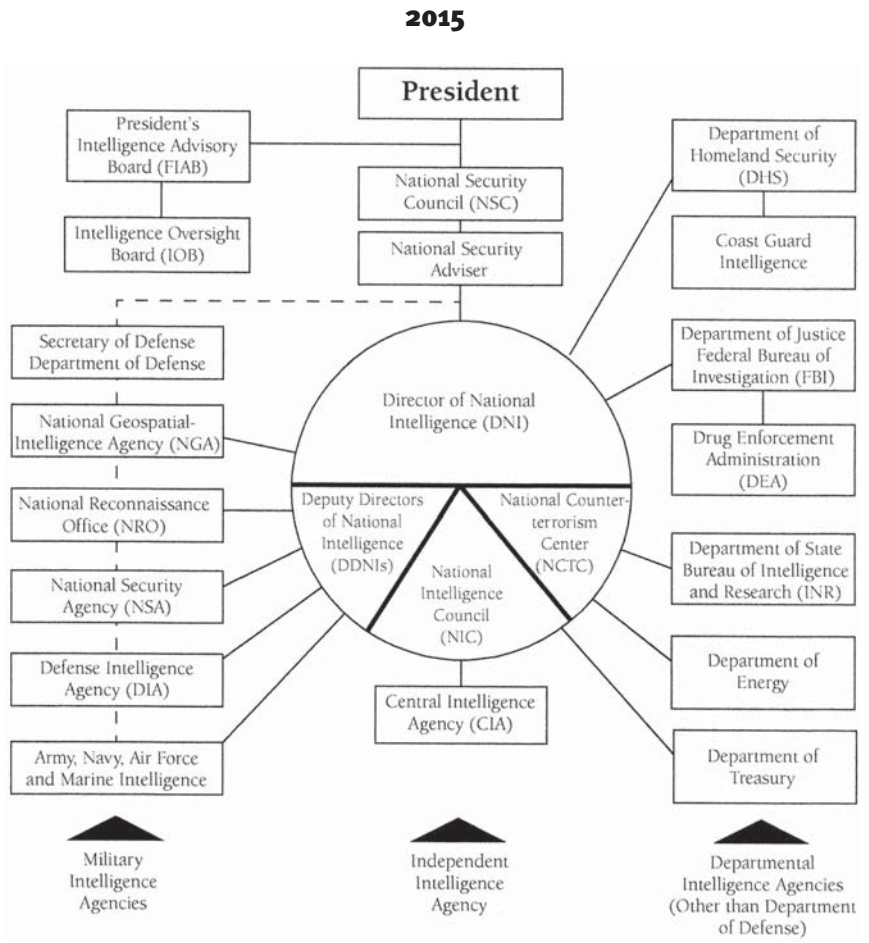 2015
President
President's
Intelligence Advisory
Board (FIAB)
Intelligence Oversight
Board (IOB)
National Security
Council (NSC)
National Security
Adviser
Department of
Homeland Security
(DHS)
Coast Guard
Intelligence
Secretary of Defense
Department of Defense
National Geospatial-
Intelligence Agency (NGA)
National Reconnaissance
Office (NRO)
National Security
Agency (NSA)
Defense Intelligence
Agency (DIA)
Army, Navy, Air Force
and Marine Intelligence
Director of National
Intelligence (DNI)
Deputy Directors
of National
Intelligence
(DDNIs)
National
Intelligence
Council
(NIC)
National Counter-
terrorism
Center
(NCTC)
Central Intelligence
Agency (CIA)
Department of Justice
Federal Bureau of
Investigation (FBI)
Drug Enforcement
Administration
(DEA)
Department of State
Bureau of Intelligence
and Research (INR)
Department of
Energy
Department of
Treasury
Military
Intelligence
Agencies
Independent
Intelligence
Agency
Departmental
Intelligence Agencies
(Other than Department
of Defense)